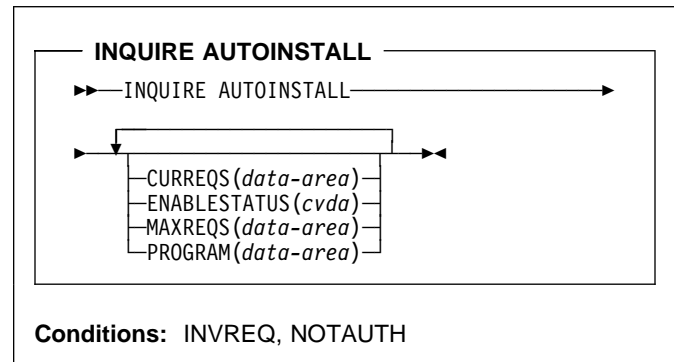 INQUIRE AUTOINSTALL
INQUIRE AUTOINSTALL
CURREQS(data-area)
ENABLESTATUS(cvda)
MAXREQS(data-area)
PROGRAM(data-area)
Conditions: INVREQ, NOTAUTH